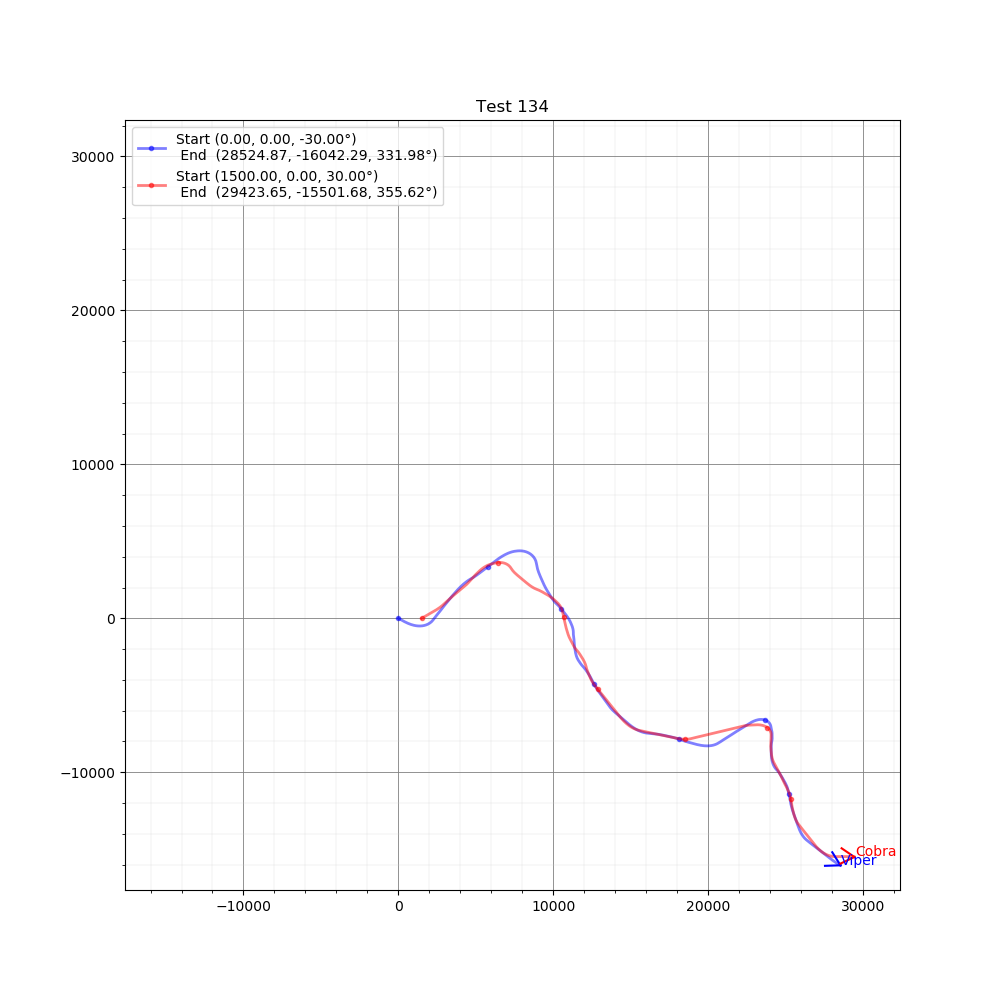 Test 134
Start (0.00, 0.00, -30.00°)
End (28524.87, -16042.29, 331.98°)
Start (1500.00, 0.00, 30.00°)
End (29423.65, -15501.68, 355.62°)
30000
20000
10000
0
−10000
Cobra
Viper
−10000
0
10000
20000
30000